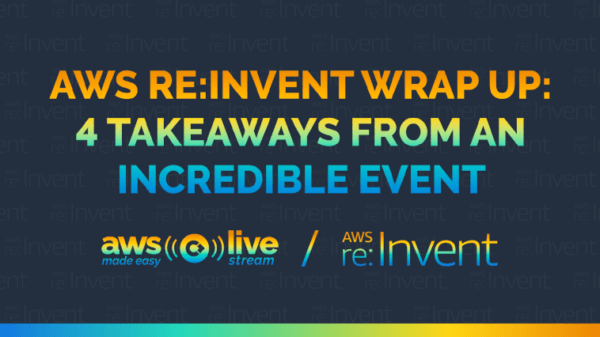 AWS RE:INVENT WRAP UP:
4 TAKEAWAYS FROM AN
INCREDIBLE EVENT
aws live
made easy stream
/
AWS
re:Invent